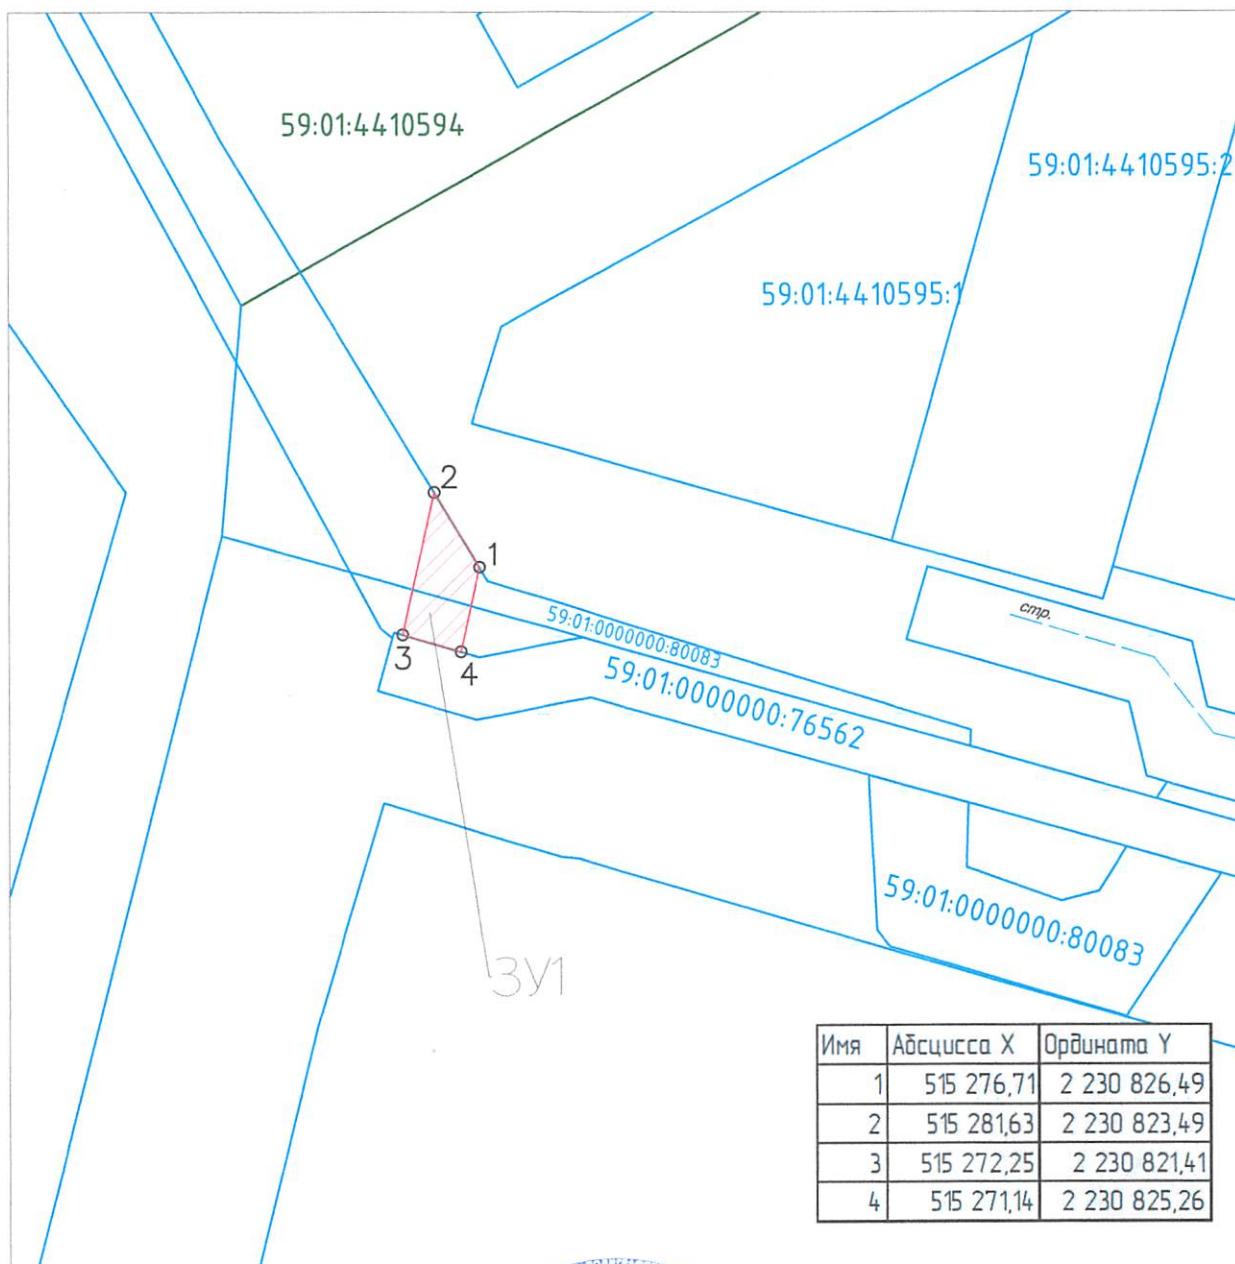 59:01:4410594
59:01:4410595:2
59:01:4410595:1
2
1
3
4
59:01:0000000:80083
59:01:0000000:76562
стр.
59:01:0000000:80083
ЗУ1
Имя Абсцисса X Ордината Y
1 515 276,71 2 230 826,49
2 515 281,63 2 230 823,49
3 515 272,25 2 230 821,41
4 515 271,14 2 230 825,26